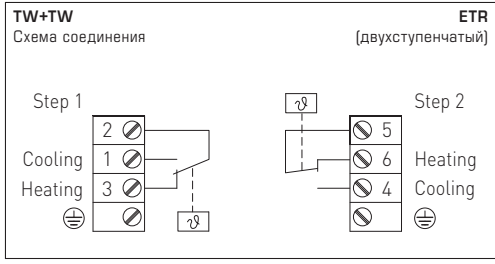 TW+TW ETR
Схема соединения (двухступенчатый)
Step 1 ϑ Step 2
2 5
Cooling 1 6 Heating
Heating 3 4 Cooling
ϑ